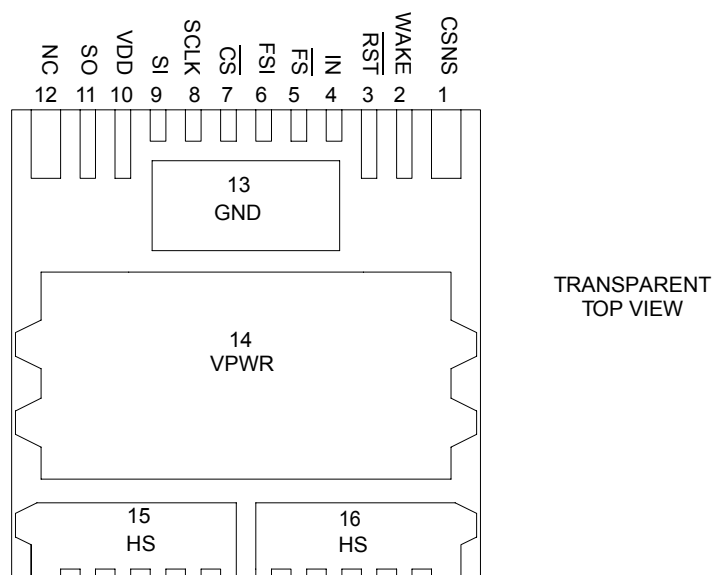 NC SO VDD SI SCLK CS FSI FS IN RST WAKE CSNS
12 11 10 9 8 7 6 5 4 3 2 1
13
GND
TRANSPARENT
TOP VIEW
14
VPWR
15 16
HS HS